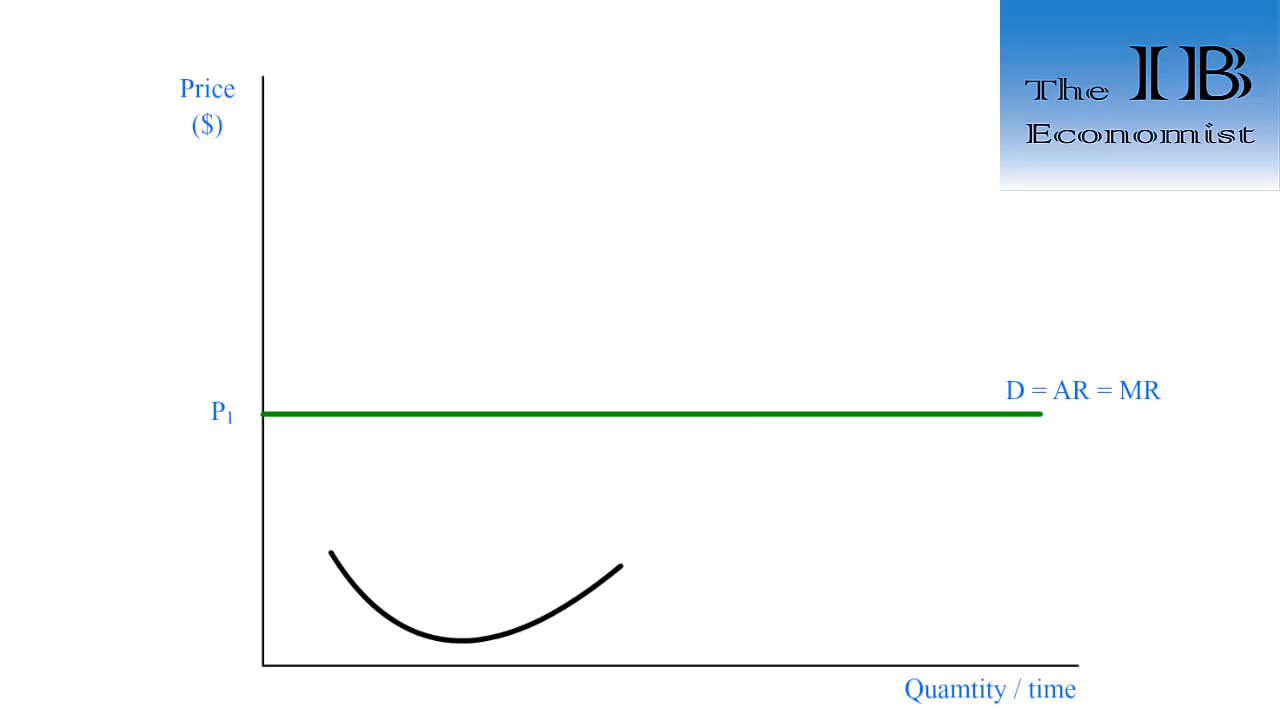 Price
($)
The IB
Economist
D = AR = MR
P₁
Quamtity / time